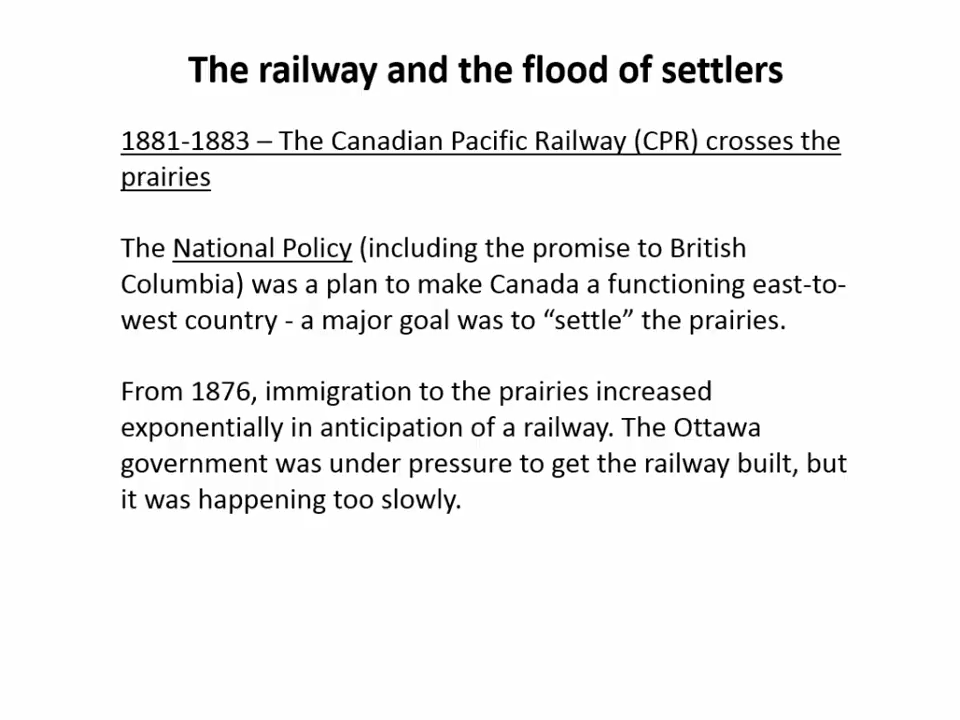 The railway and the flood of settlers
1881-1883 – The Canadian Pacific Railway (CPR) crosses the
prairies
The National Policy (including the promise to British
Columbia) was a plan to make Canada a functioning east-to-
west country - a major goal was to “settle” the prairies.
From 1876, immigration to the prairies increased
exponentially in anticipation of a railway. The Ottawa
government was under pressure to get the railway built, but
it was happening too slowly.